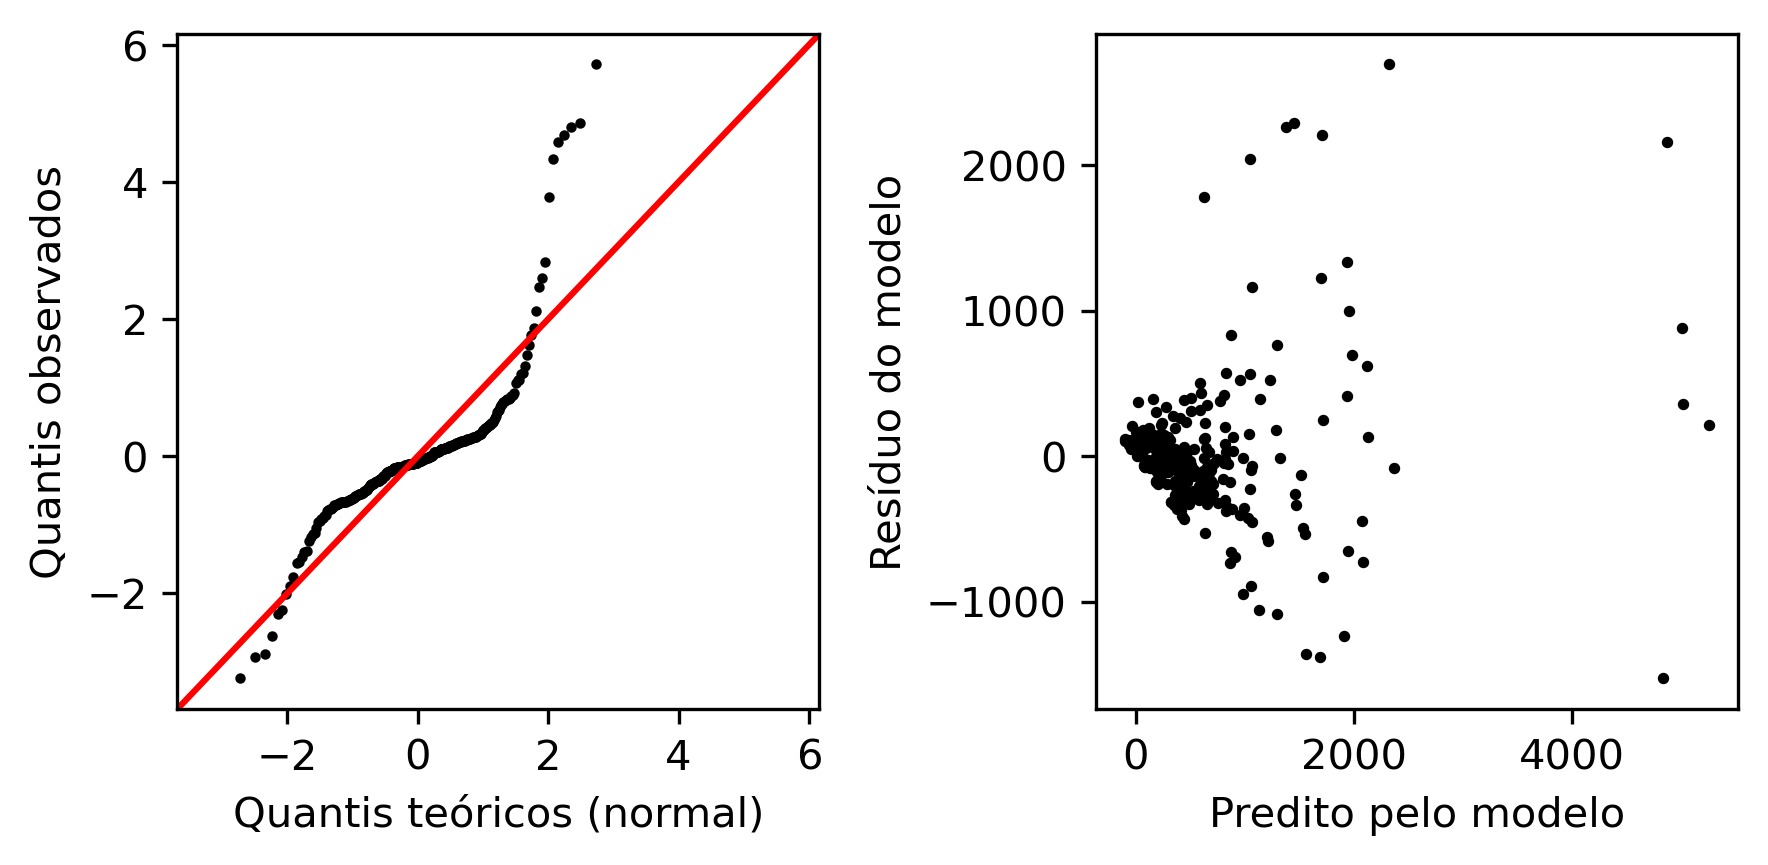 6
4
2
0
−2
Quantis observados
−2 0 2 4 6
Quantis teóricos (normal)
2000
1000
0
−1000
Resíduo do modelo
0 2000 4000
Predito pelo modelo